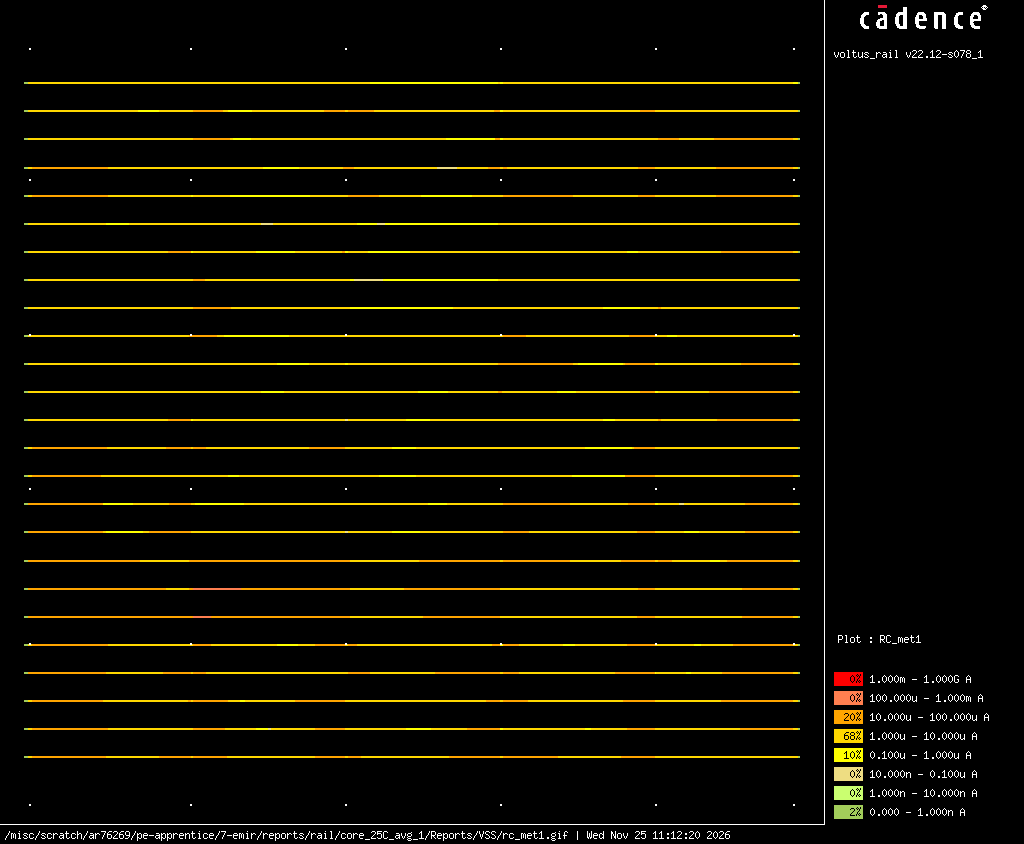 cādence®
voltus_rail v22.12-s078_1
Plot : RC_met1
0% 1.000m - 1.000G A
0% 100.000u - 1.000m A
20% 10.000u - 100.000u A
68% 1.000u - 10.000u A
10% 0.100u - 1.000u A
0% 10.000n - 0.100u A
0% 1.000n - 10.000n A
2% 0.000 - 1.000n A
/misc/scratch/ar76269/pe-apprentice/7-emir/reports/rail/core_25C_avg_1/Reports/VSS/rc_met1.gif | Wed Nov 25 11:12:20 2026